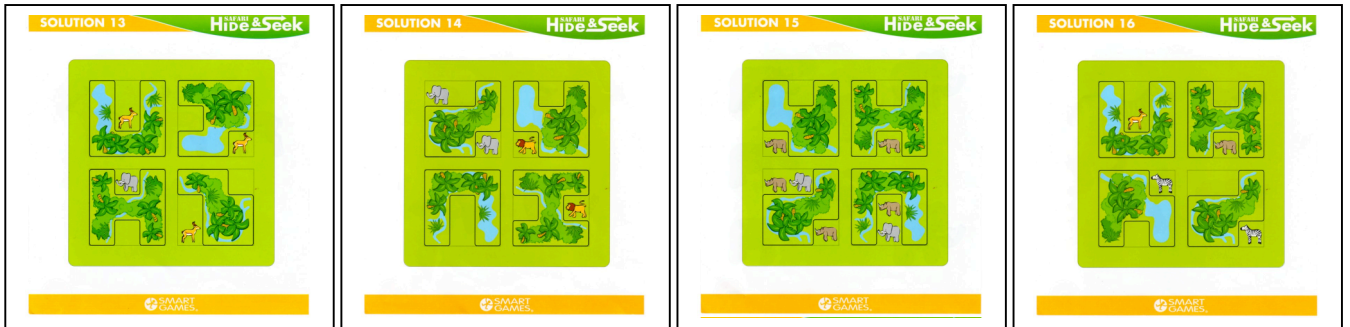 SOLUTION 13
SAFARI
HiDe & Seek
SMART
GAMES
SOLUTION 14
SAFARI
HiDe & Seek
SMART
GAMES
SOLUTION 15
SAFARI
HiDe & Seek
SMART
GAMES
SOLUTION 16
SAFARI
HiDe & Seek
SMART
GAMES